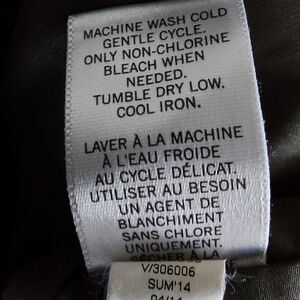 MACHINE WASH COLD
GENTLE CYCLE.
ONLY NON-CHLORINE
BLEACH WHEN
NEEDED.
TUMBLE DRY LOW.
COOL IRON.
LAVER À LA MACHINE
À L'EAU FROIDE
AU CYCLE DÉLICAT.
UTILISER AU BESOIN
UN AGENT DE
BLANCHIMENT
SANS CHLORE
UNIQUEMENT.
SÉCHER À LA
V/306006
SUM'14
04/14